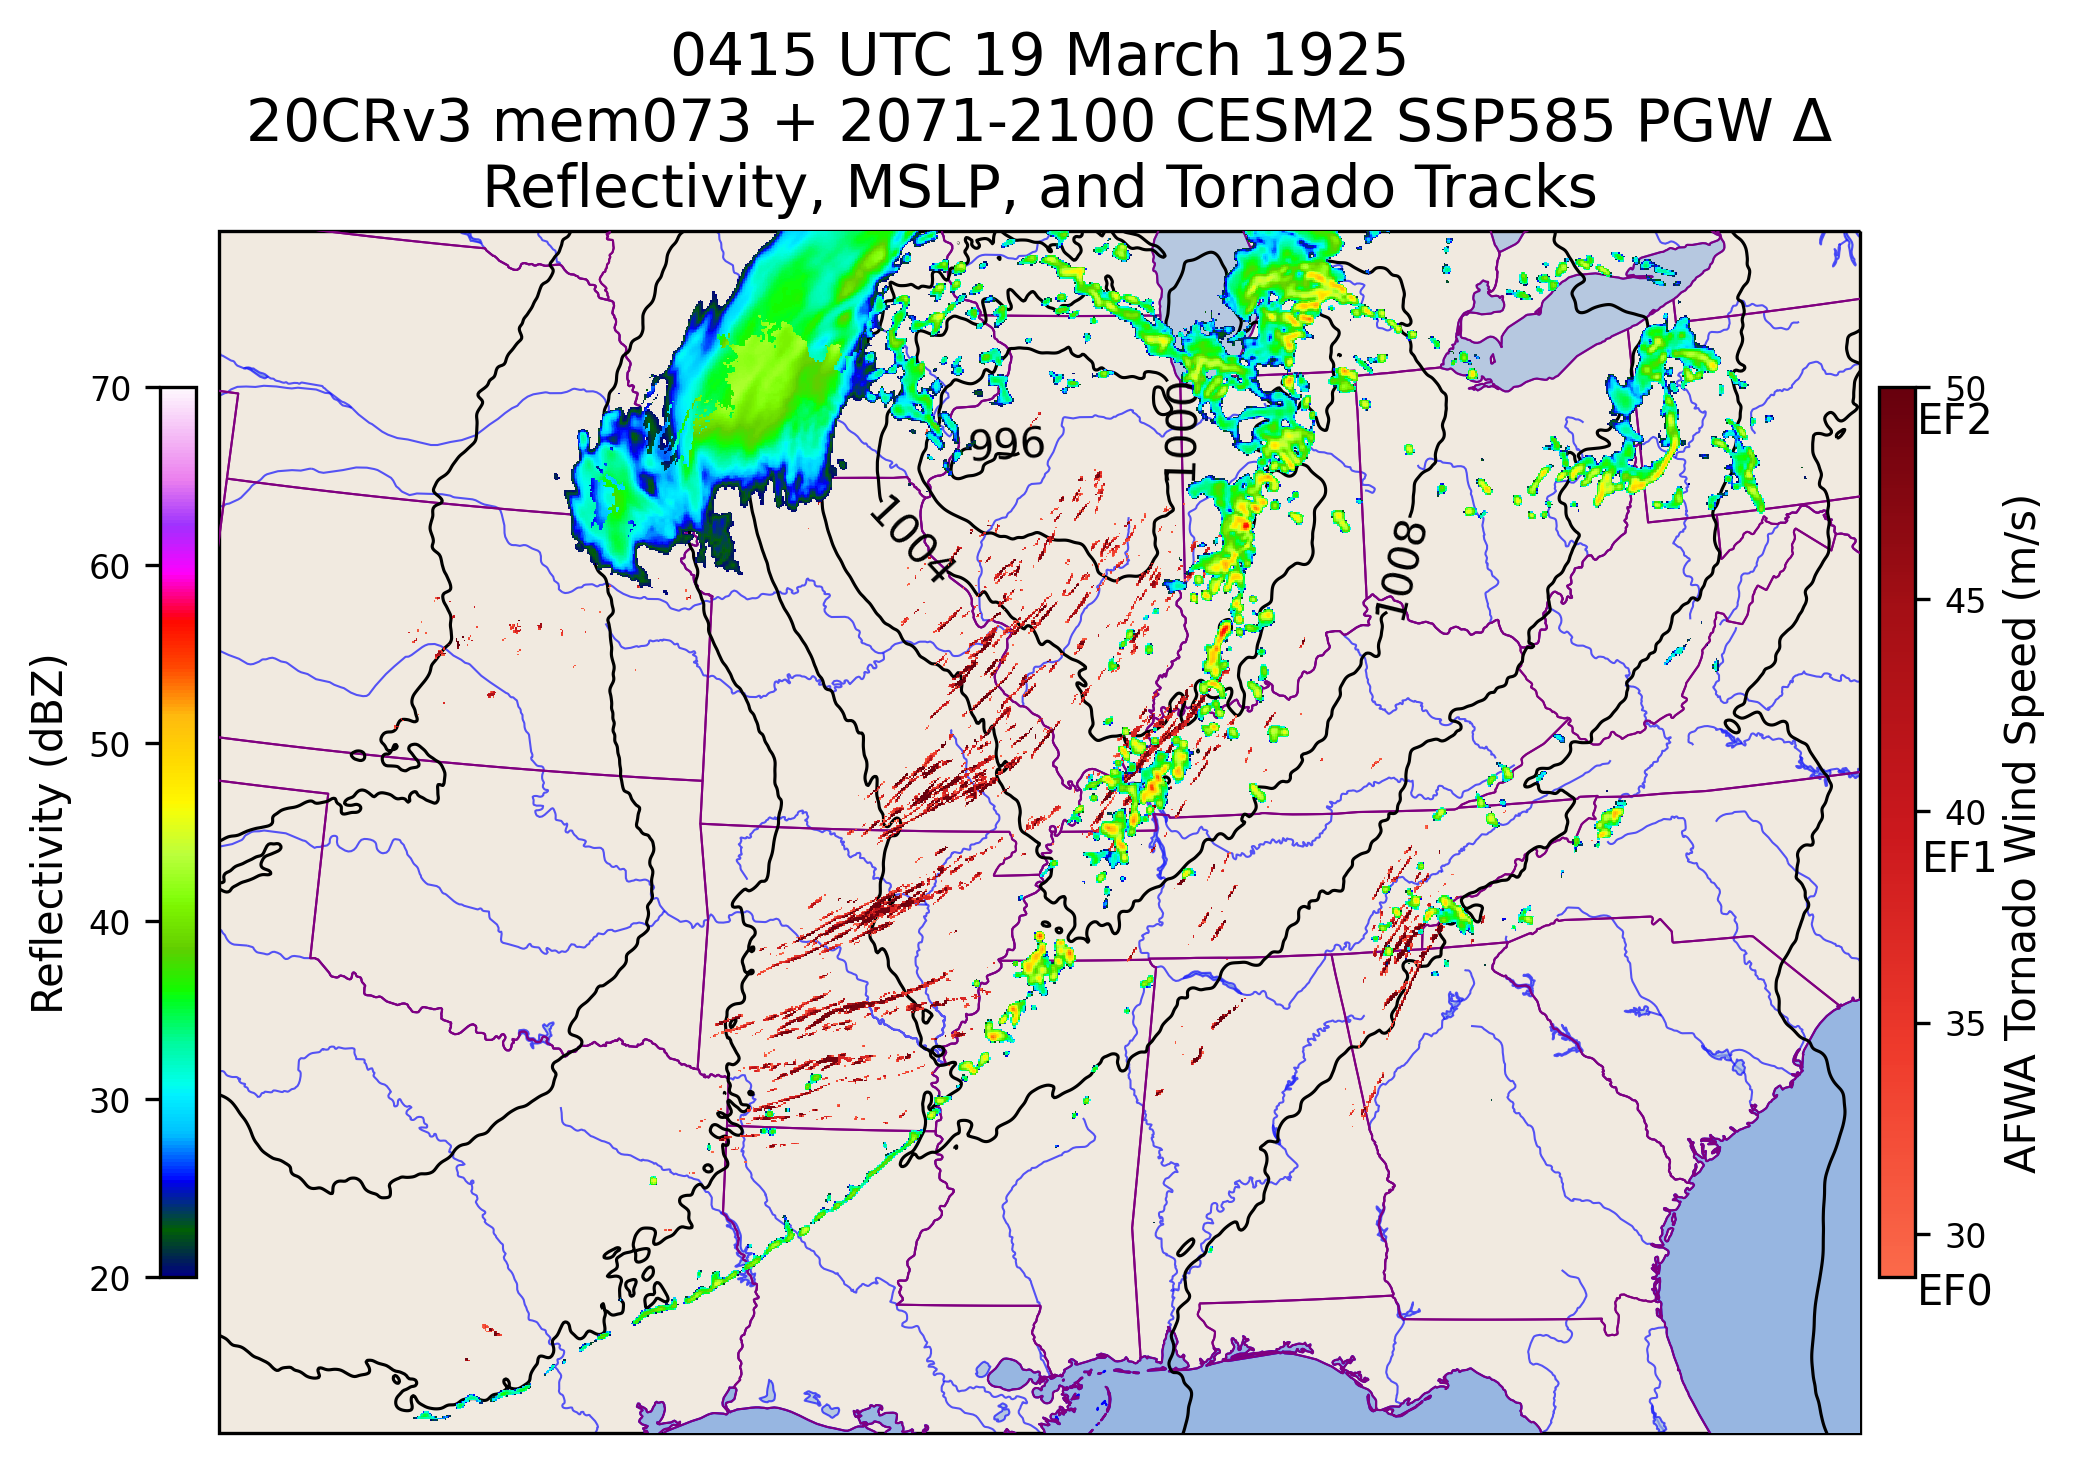 0415 UTC 19 March 1925
20CRv3 mem073 + 2071-2100 CESM2 SSP585 PGW Δ
Reflectivity, MSLP, and Tornado Tracks
70
60
50
40
30
20
Reflectivity (dBZ)
996
1000
1004
1008
50
EF2
45
40
EF1
35
30
EF0
AFWA Tornado Wind Speed (m/s)